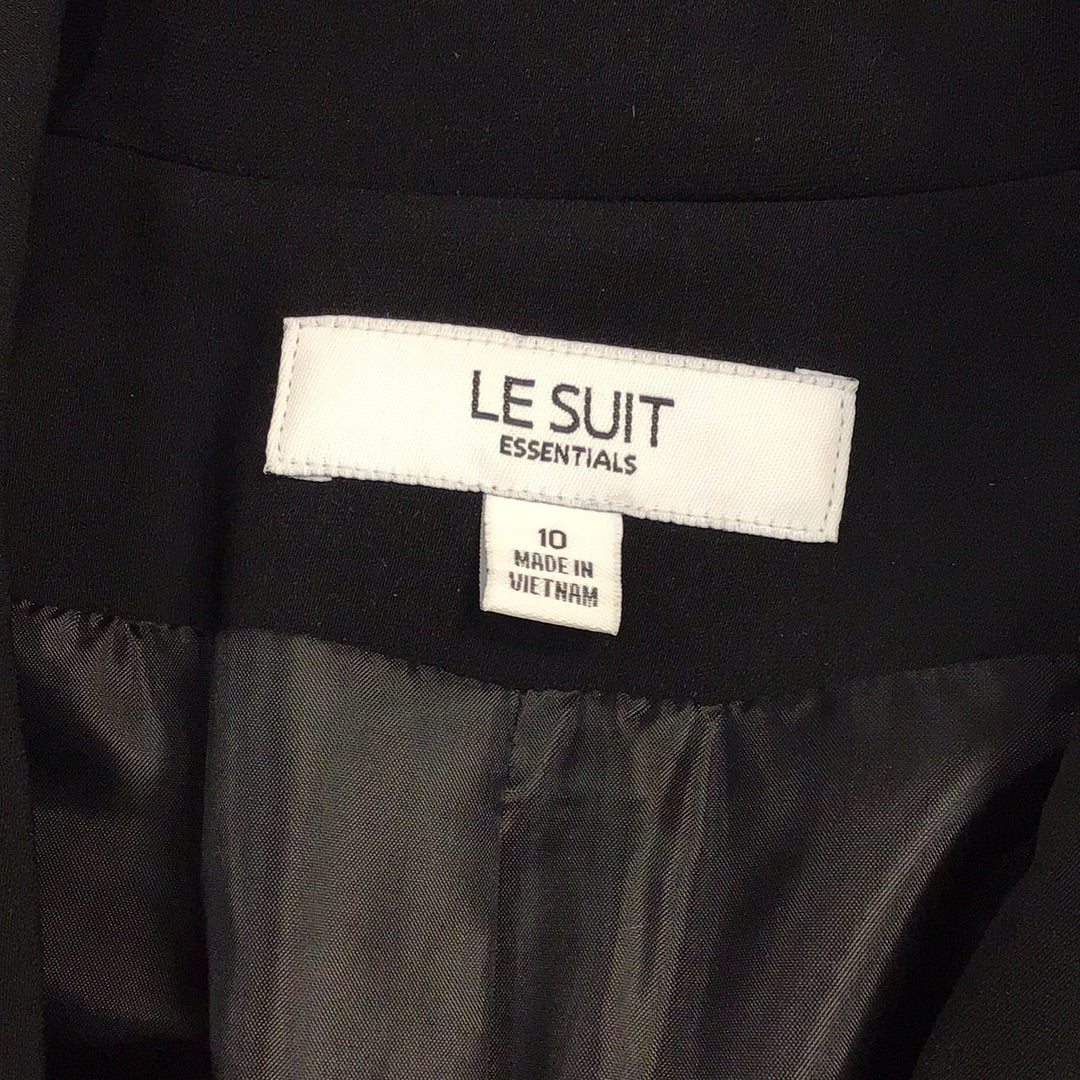 LE SUIT
ESSENTIALS
10
MADE IN
VIETNAM